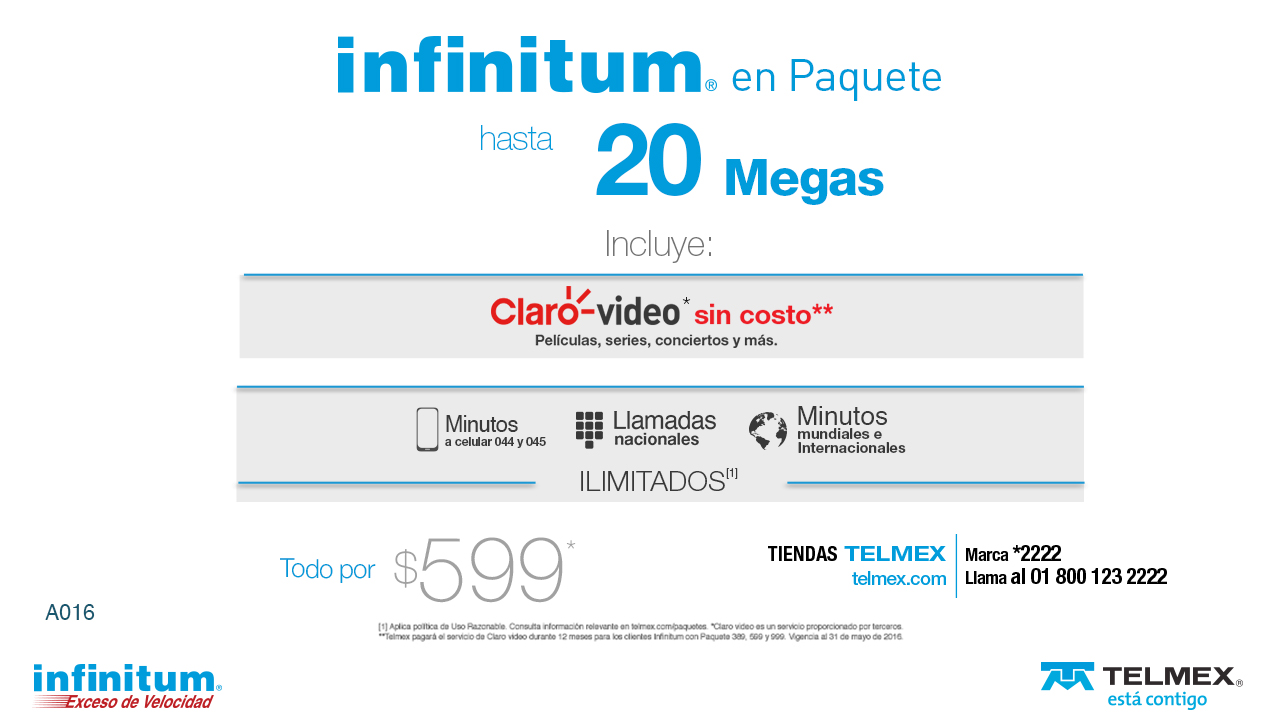 infinitum® en Paquete
hasta 20 Megas
Incluye:
Claro-video* sin costo**
Películas, series, conciertos y más.
Minutos
a celular 044 y 045
Llamadas
nacionales
Minutos
mundiales e
Internacionales
ILIMITADOS[1]
Todo por $599*
TIENDAS TELMEX
telmex.com
Marca *2222
Llama al 01 800 123 2222
A016
[1] Aplica política de Uso Razonable. Consulta información relevante en telmex.com/paquetes. *Claro video es un servicio proporcionado por terceros.
**Telmex pagará el servicio de Claro video durante 12 meses para los clientes Infinitum con Paquete 389, 599 y 999. Vigencia al 31 de mayo de 2016.
infinitum®
Exceso de Velocidad
TELMEX®
está contigo